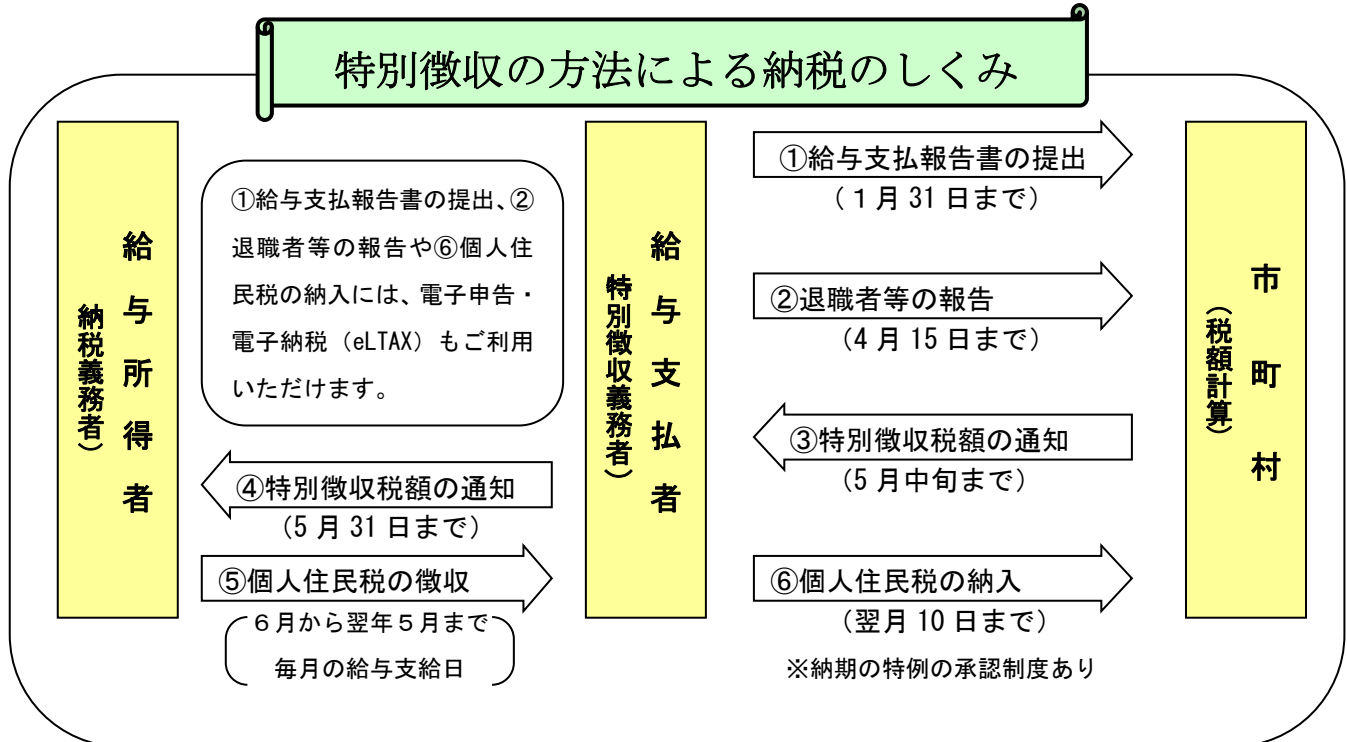 特別徴収の方法による納税のしくみ
給与所得者
（納税義務者）
①給与支払報告書の提出、②
退職者等の報告や⑥個人住
民税の納入には、電子申告・
電子納税（eLTAX）もご利用
いただけます。
④特別徴収税額の通知
（5月31日まで）
⑤個人住民税の徴収
６月から翌年５月まで
毎月の給与支給日
給与支払者
（特別徴収義務者）
①給与支払報告書の提出
（１月31日まで）
②退職者等の報告
（4月15日まで）
③特別徴収税額の通知
（5月中旬まで）
⑥個人住民税の納入
（翌月10日まで）
※納期の特例の承認制度あり
市町村
（税額計算）